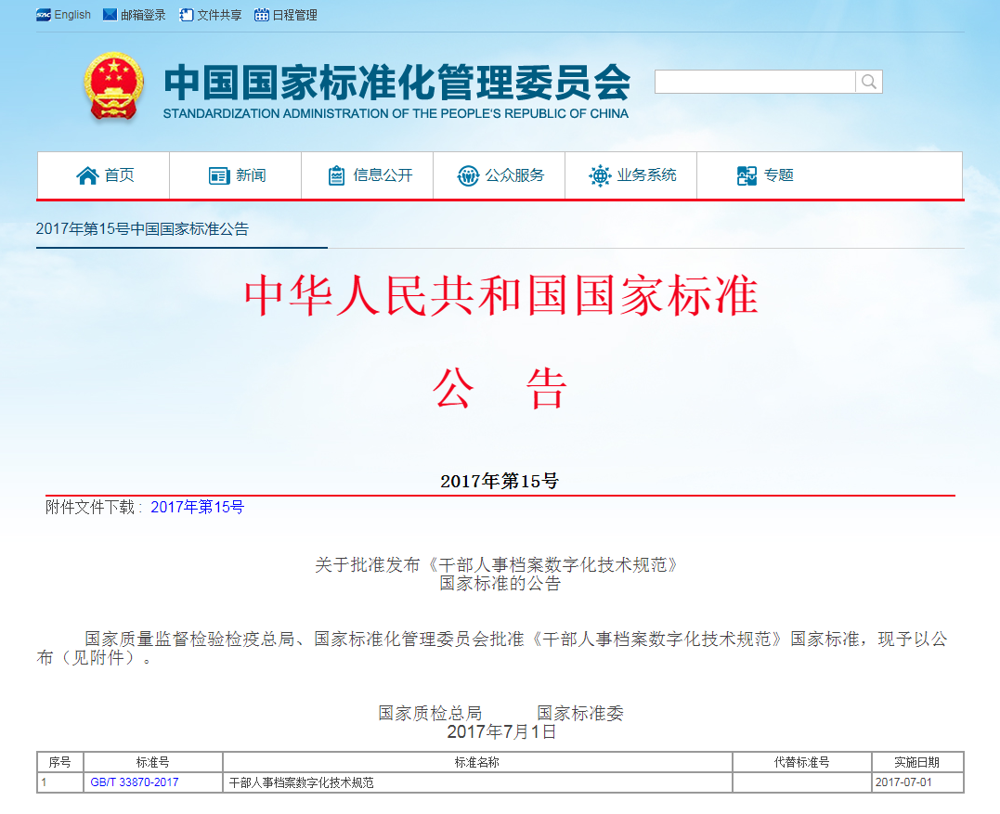 SAC English 邮箱登录 文件共享 日程管理
中国国家标准化管理委员会
STANDARDIZATION ADMINISTRATION OF THE PEOPLE'S REPUBLIC OF CHINA
首页 新闻 信息公开 公众服务 业务系统 专题
2017年第15号中国国家标准公告
中华人民共和国国家标准
公 告
2017年第15号
附件文件下载: 2017年第15号
关于批准发布《干部人事档案数字化技术规范》
国家标准的公告
国家质量监督检验检疫总局、国家标准化管理委员会批准《干部人事档案数字化技术规范》国家标准，现予以公
布（见附件）。
国家质检总局 国家标准委
2017年7月1日
序号 标准号 标准名称 代替标准号 实施日期
1 GB/T 33870-2017 干部人事档案数字化技术规范 2017-07-01